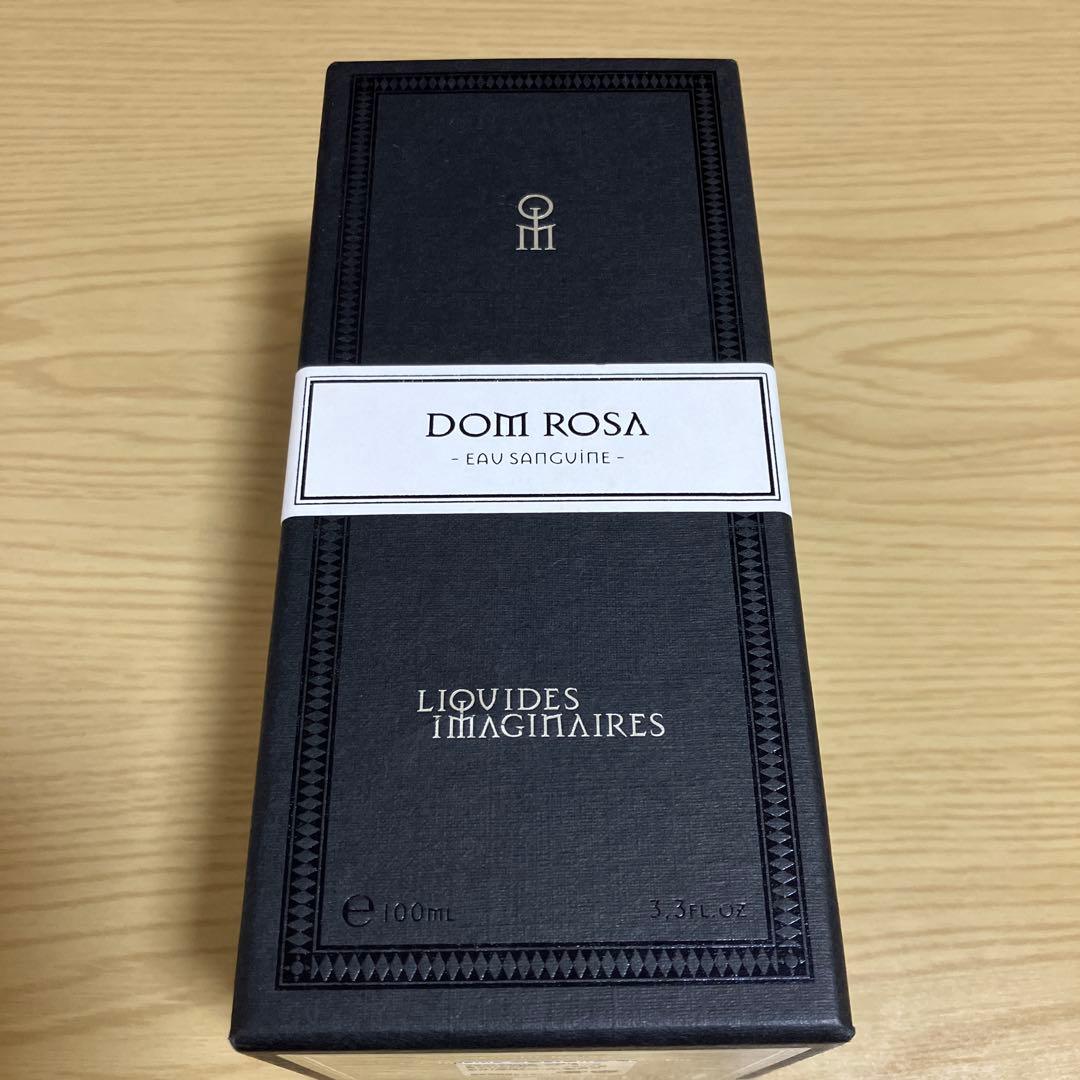 DOM ROSA
- EAU SANGUINE -
LIQUIDES
IMAGINAIRES
e 100ML
3,3FL.OZ